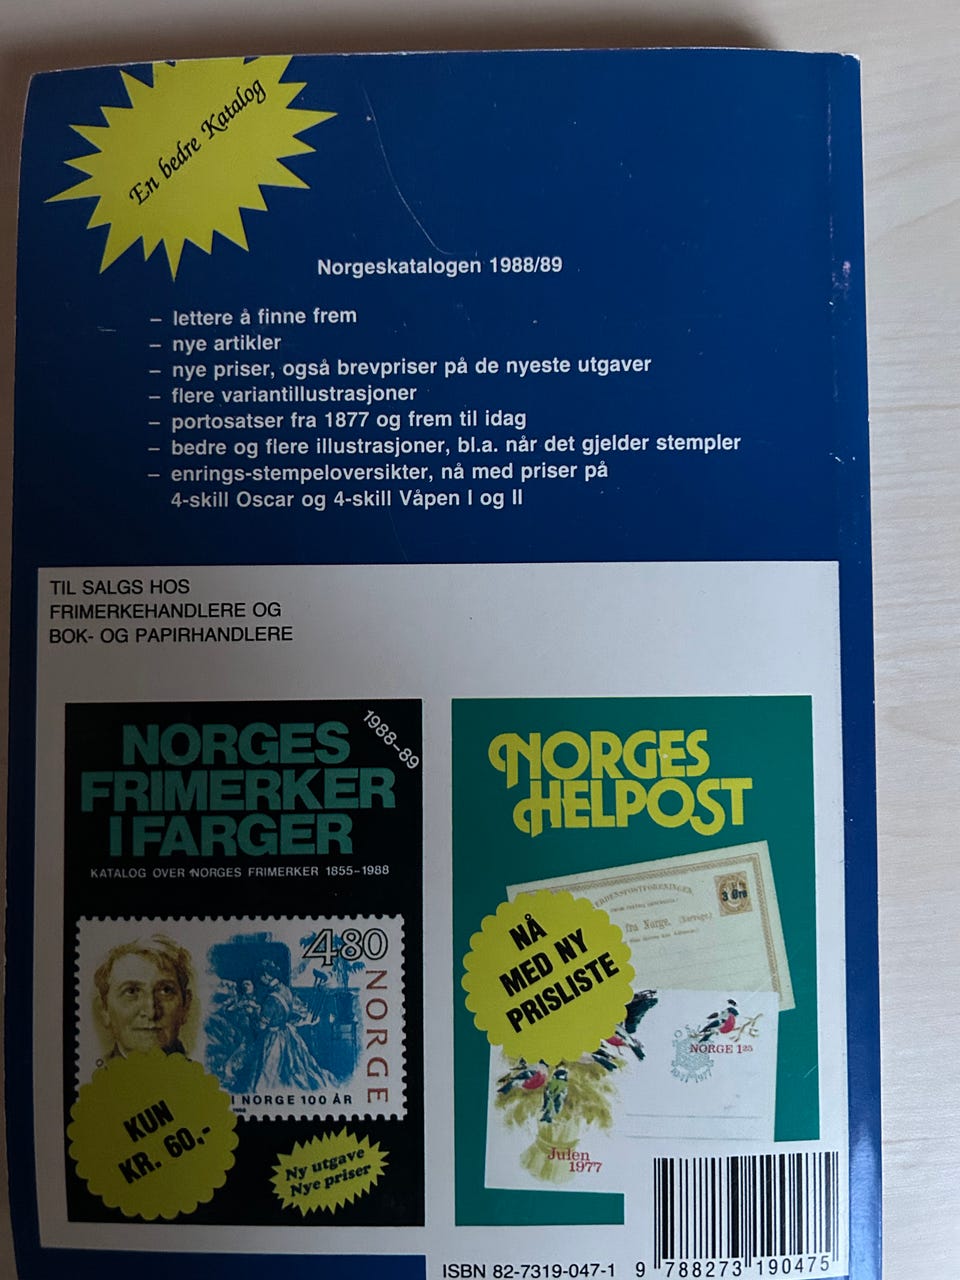 En bedre Katalog
Norgeskatalogen 1988/89
– lettere å finne frem
– nye artikler
– nye priser, også brevpriser på de nyeste utgaver
– flere variantillustrasjoner
– portosatser fra 1877 og frem til idag
– bedre og flere illustrasjoner, bl.a. når det gjelder stempler
– enrings-stempeloversikter, nå med priser på
4-skill Oscar og 4-skill Våpen I og II
TIL SALGS HOS
FRIMERKEHANDLERE OG
BOK- OG PAPIRHANDLERE
1988–89
NORGES
FRIMERKER
I FARGER
KATALOG OVER NORGES FRIMERKER 1855–1988
4.80
NORGE
I NORGE 100 ÅR
KUN
KR. 60.-
Ny utgave
Nye priser
NORGES
HELPOST
3 Øre
fra Norge. (Norvège)
NÅ
MED NY
PRISLISTE
NORGE 125
Julen
1977
ISBN 82-7319-047-1
9 788273 190475